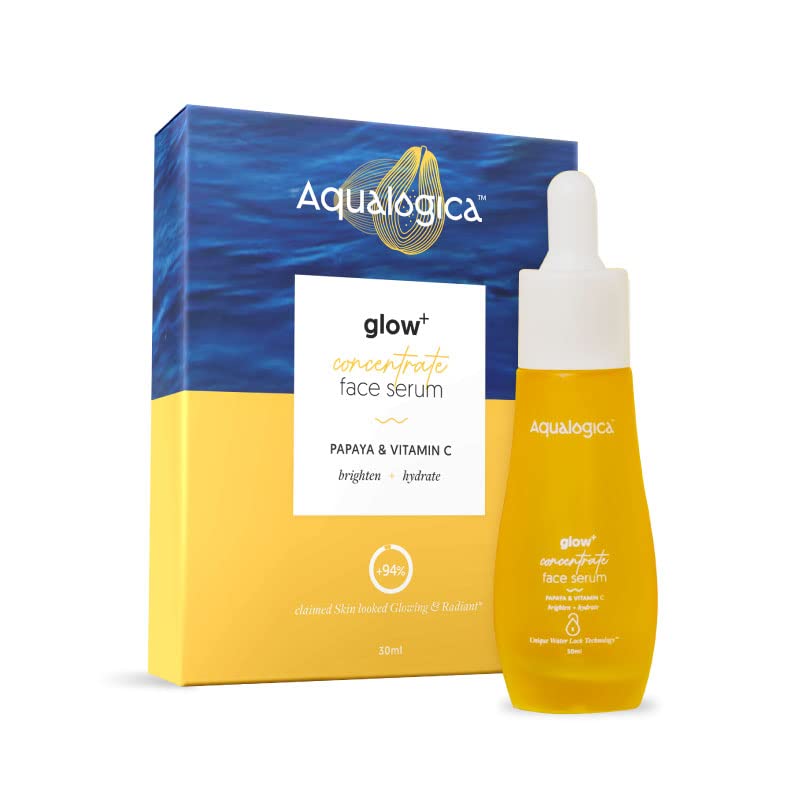 Aqualogica™
glow+
concentrate
face serum
PAPAYA & VITAMIN C
brighten + hydrate
+94%
claimed Skin looked Glowing & Radiant*
30ml
Aqualogica™
glow+
concentrate
face serum
PAPAYA & VITAMIN C
brighten + hydrate
Unique Water Lock Technology™
30ml